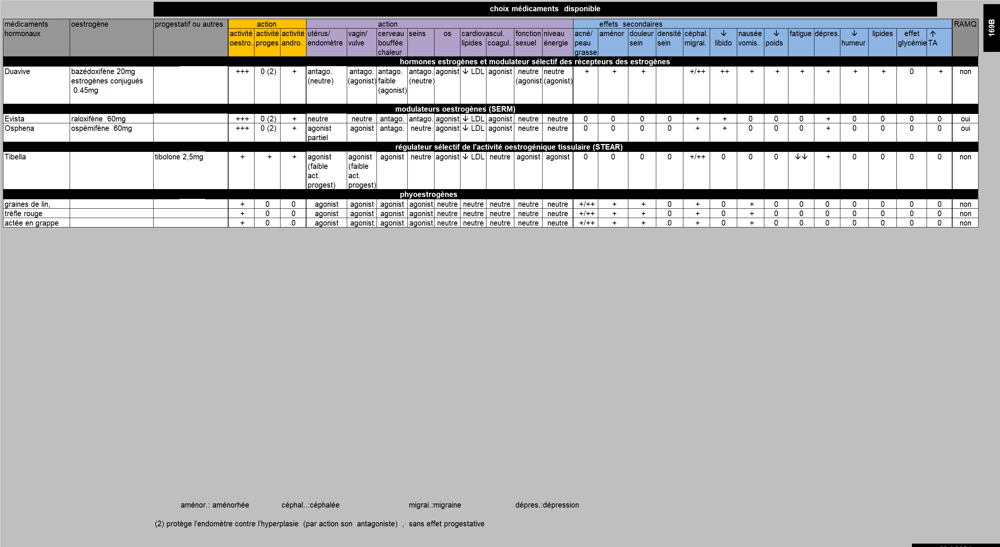 choix médicaments disponible
169B
médicaments hormonaux | oestrogène | progestatif ou autres | action | action | effets secondaires | RAMQ
activité oestro.. | activité proges | activité andro. | utérus/ endomètre | vagin/ vulve | cerveau bouffée chaleur | seins | os | cardiovascul. lipides | coagul. | fonction sexuel | niveau énergie | acné/ peau grasse | aménor | douleur sein | densité sein | céphal. migrai. | ↓ libido | nausée vomis. | ↓ poids | fatigue | dépres. | ↓ humeur | lipides | effet glycémie | ↑ TA
hormones estrogènes et modulateur sélectif des récepteurs des estrogènes
Duavive | bazédoxifène 20mg estrogènes conjugués 0.45mg | | +++ | 0 (2) | + | antago. (neutre) | antago. (agonist) | antago. faible (agonist) | antago. (neutre) | agonist | ↓ LDL | agonist | neutre (agonist | neutre (agonist) | + | + | + | | +/++ | ++ | + | + | + | + | + | + | 0 | + | non
modulateurs oestrogènes (SERM)
Evista | raloxifène 60mg | | +++ | 0 (2) | + | neutre | neutre | antago. | antago. | agonist | ↓ LDL | agonist | neutre | neutre | 0 | 0 | 0 | 0 | + | + | 0 | 0 | 0 | + | 0 | 0 | 0 | 0 | oui
Osphena | ospémifène 60mg | | +++ | 0 (2) | + | agonist partiel | agonist | antago. | neutre | agonist | ↓ LDL | agonist | neutre | neutre | 0 | 0 | 0 | 0 | + | + | 0 | 0 | 0 | + | 0 | 0 | 0 | 0 | oui
régulateur sélectif de l'activité oestrogénique tissulaire (STEAR)
Tibella | | tibolone 2,5mg | + | + | + | agonist (faible act. progest) | agonist (faible act. progest) | agonist | neutre | agonist | ↓ LDL | neutre | agonist | agonist | 0 | 0 | 0 | 0 | +/++ | 0 | 0 | 0 | ↓↓ | + | 0 | 0 | 0 | 0 | non
phyoestrogènes
graines de lin, | | | + | 0 | 0 | agonist | agonist | agonist | agonist | neutre | neutre | neutre | neutre | neutre | +/++ | + | + | 0 | + | 0 | + | 0 | 0 | 0 | 0 | 0 | 0 | 0 | non
trèfle rouge | | | + | 0 | 0 | agonist | agonist | agonist | agonist | neutre | neutre | neutre | neutre | neutre | +/++ | + | + | 0 | + | 0 | + | 0 | 0 | 0 | 0 | 0 | 0 | 0 | non
actée en grappe | | | + | 0 | 0 | agonist | agonist | agonist | agonist | neutre | neutre | neutre | neutre | neutre | +/++ | + | + | 0 | + | 0 | + | 0 | 0 | 0 | 0 | 0 | 0 | 0 | non
aménor.: aménorhée céphal..:céphalée migrai.:migraine dépres.:dépression
(2) protège l'endomètre contre l'hyperplasie (par action son antagoniste) , sans effet progestative